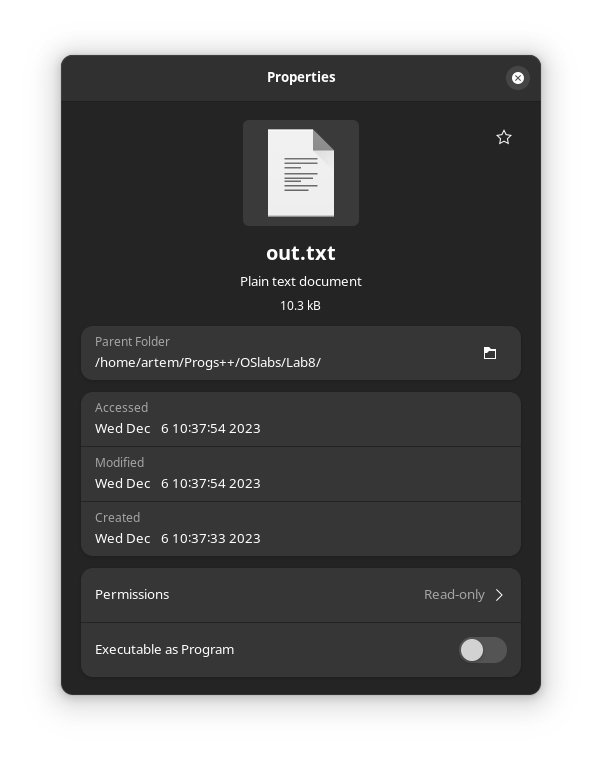 Properties
out.txt
Plain text document
10.3 kB
Parent Folder
/home/artem/Progs++/OSlabs/Lab8/
Accessed
Wed Dec   6 10:37:54 2023
Modified
Wed Dec   6 10:37:54 2023
Created
Wed Dec   6 10:37:33 2023
Permissions Read-only
Executable as Program